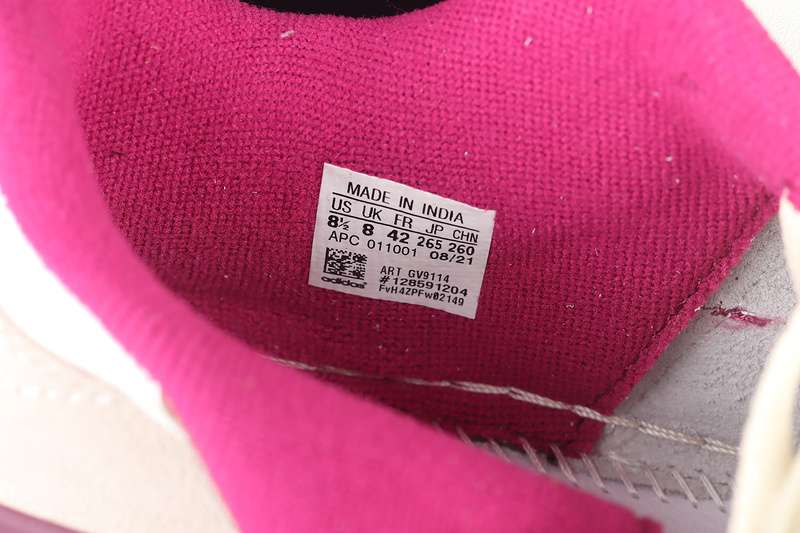 MADE IN INDIA
US UK FR JP CHN
8½ 8 42 265 260
APC 011001 08/21
ART GV9114
#128591204
FvH4ZPFwD2149
adidas